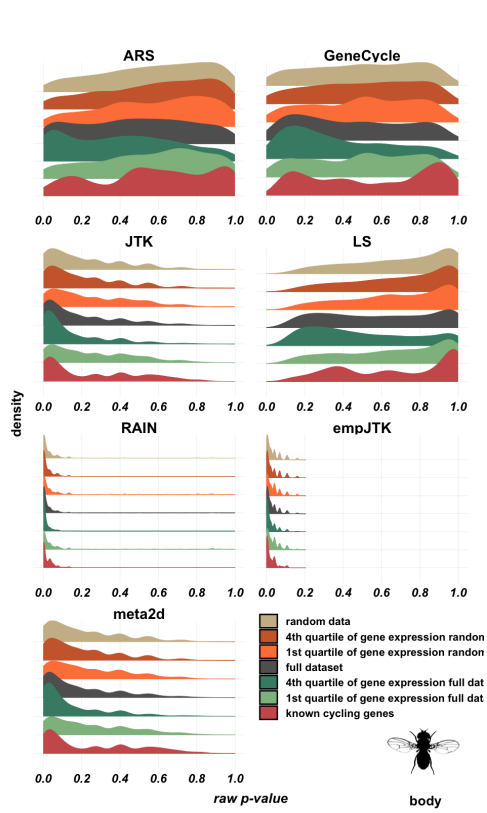 ARS
GeneCycle
0.0 0.2 0.4 0.6 0.8 1.0
0.0 0.2 0.4 0.6 0.8 1.0
JTK
LS
0.0 0.2 0.4 0.6 0.8 1.0
0.0 0.2 0.4 0.6 0.8 1.0
density
RAIN
empJTK
0.0 0.2 0.4 0.6 0.8 1.0
0.0 0.2 0.4 0.6 0.8 1.0
meta2d
0.0 0.2 0.4 0.6 0.8 1.0
raw p-value
random data
4th quartile of gene expression random
1st quartile of gene expression random
full dataset
4th quartile of gene expression full dat
1st quartile of gene expression full dat
known cycling genes
body